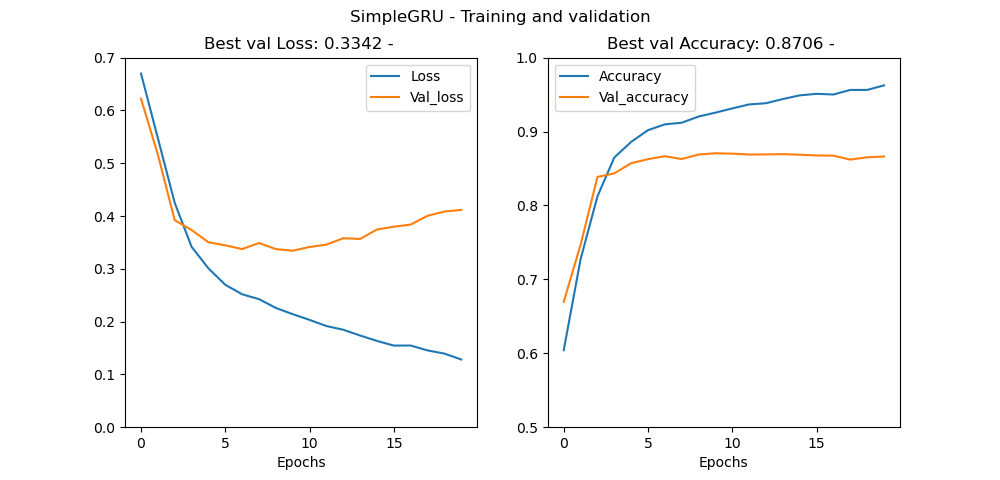 SimpleGRU - Training and validation
Best val Loss: 0.3342 -
0.7
0.6
0.5
0.4
0.3
0.2
0.1
0.0
0 5 10 15
Epochs
Loss
Val_loss
Best val Accuracy: 0.8706 -
1.0
0.9
0.8
0.7
0.6
0.5
0 5 10 15
Epochs
Accuracy
Val_accuracy